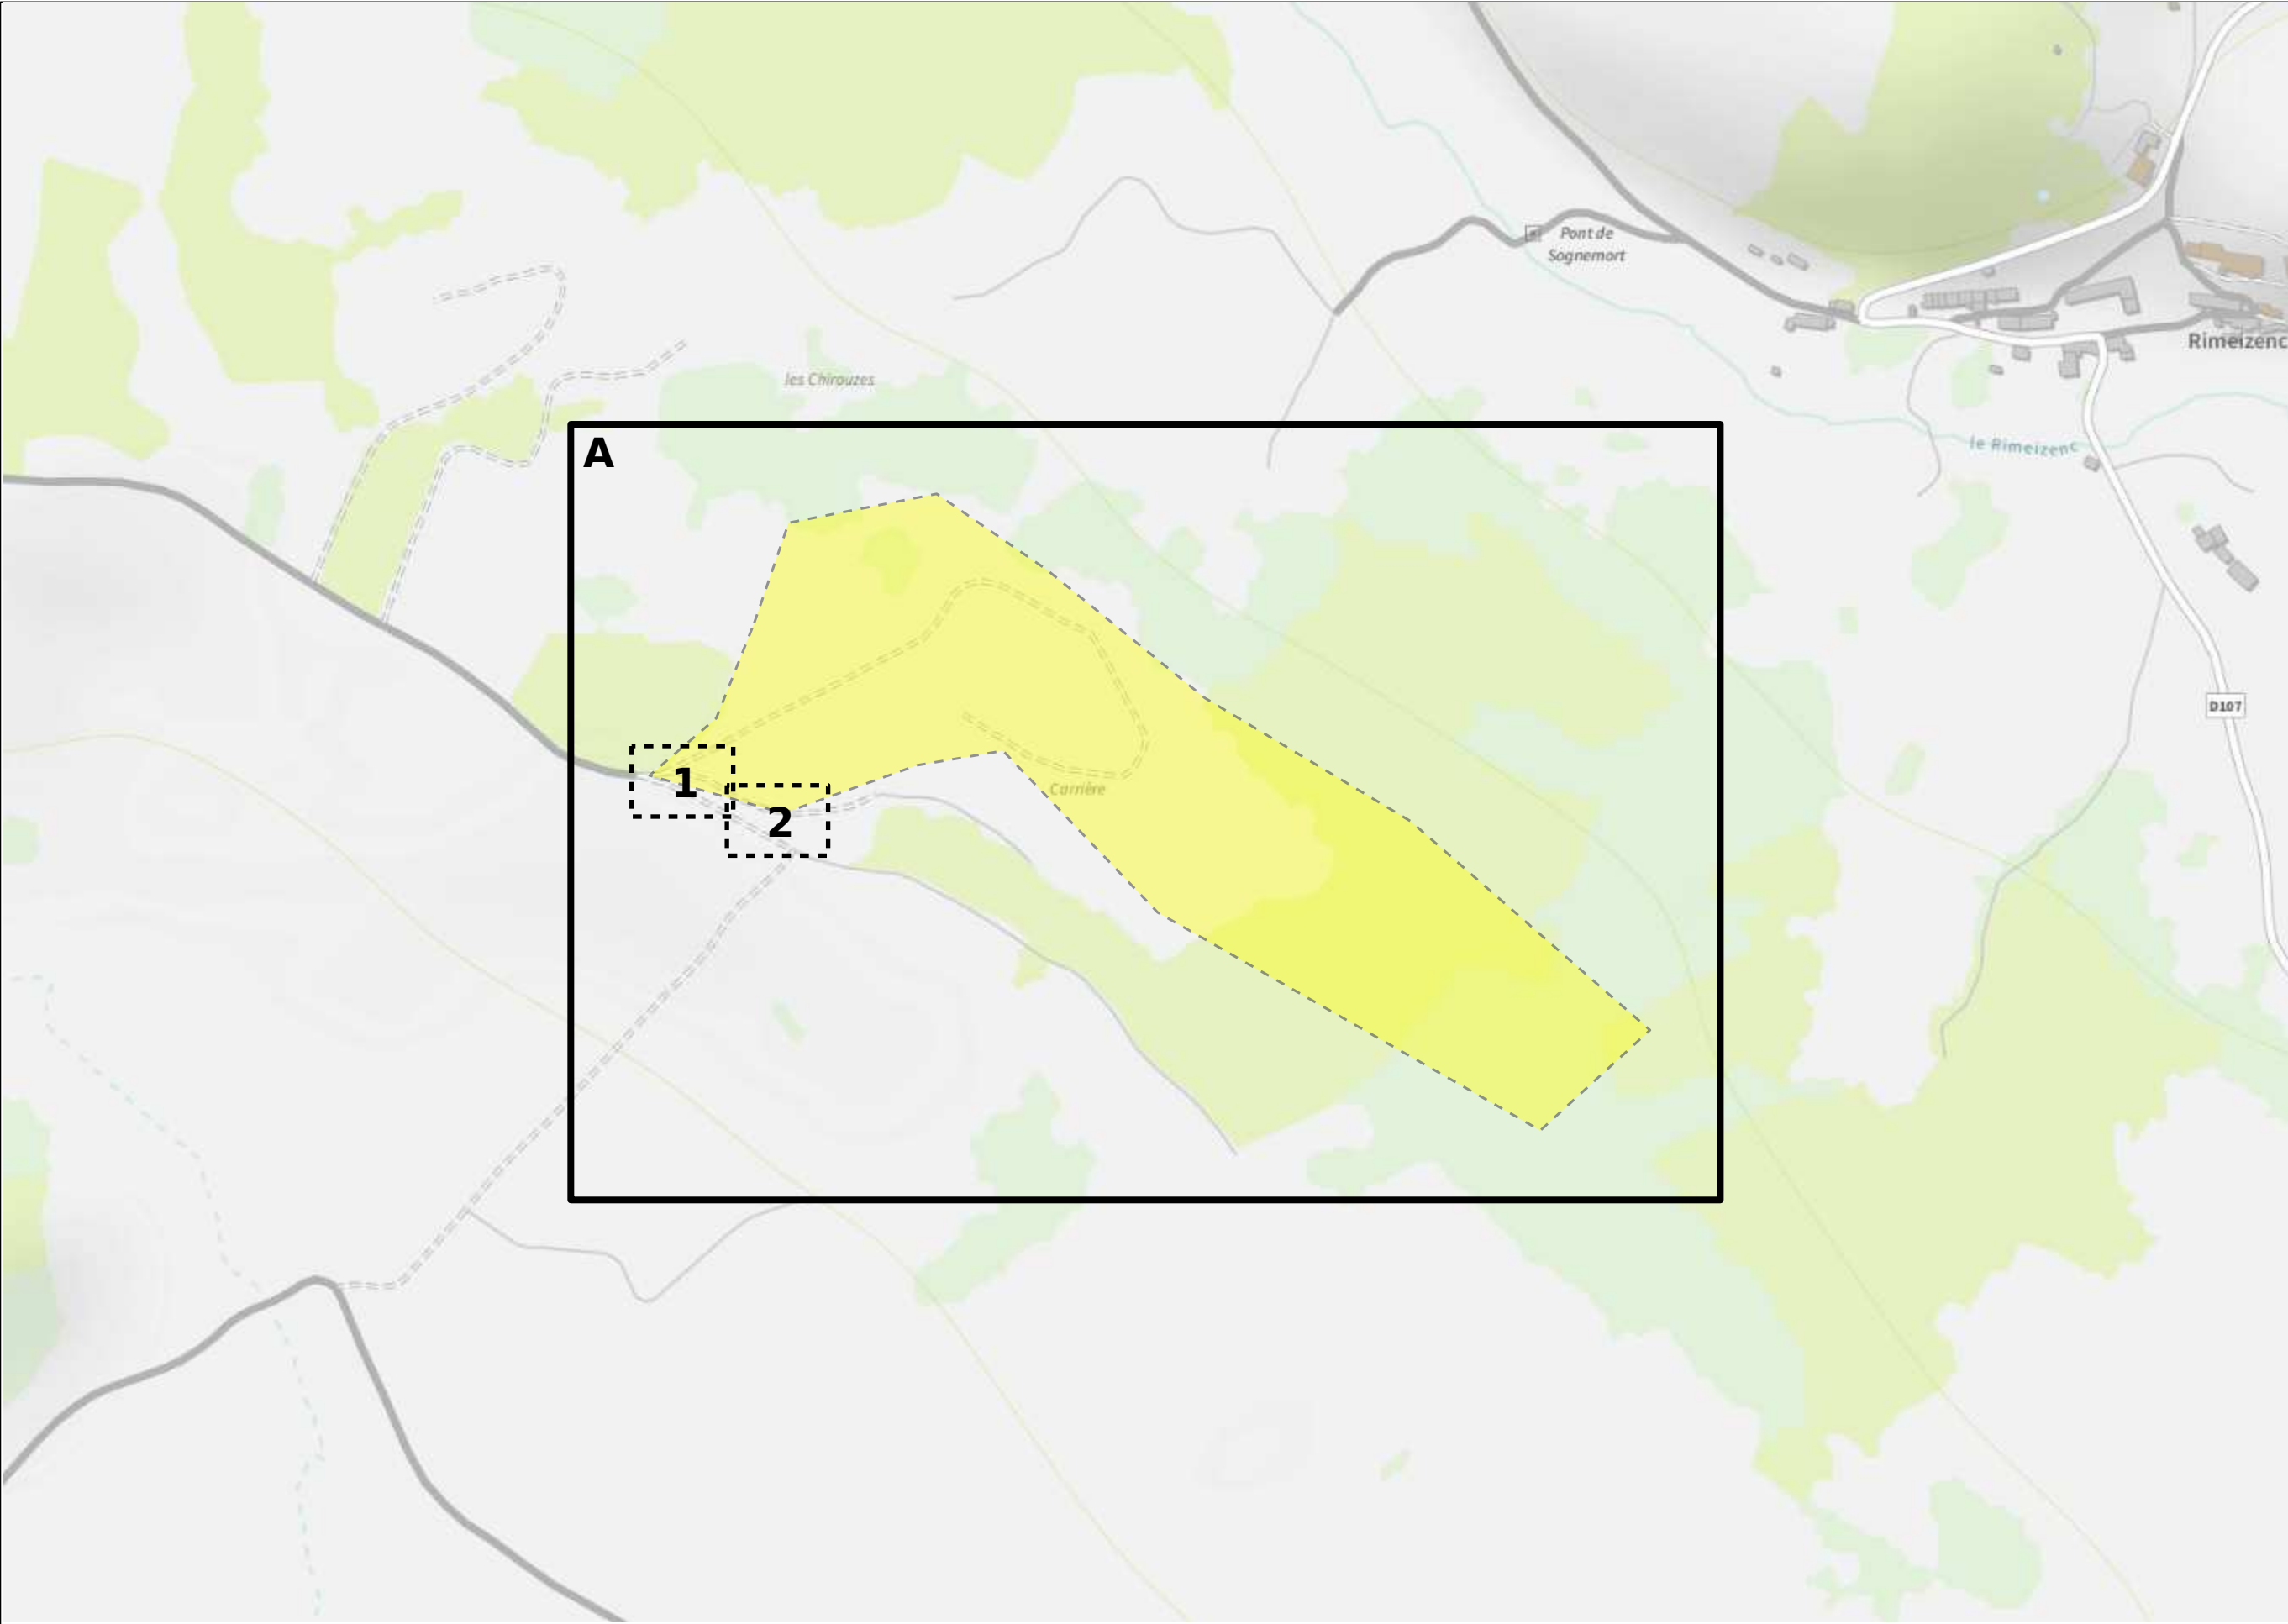 Pont de
Sognemort
Rimeizenc
les Chirouzes
A
le Rimeizenc
D107
1
Carrière
2